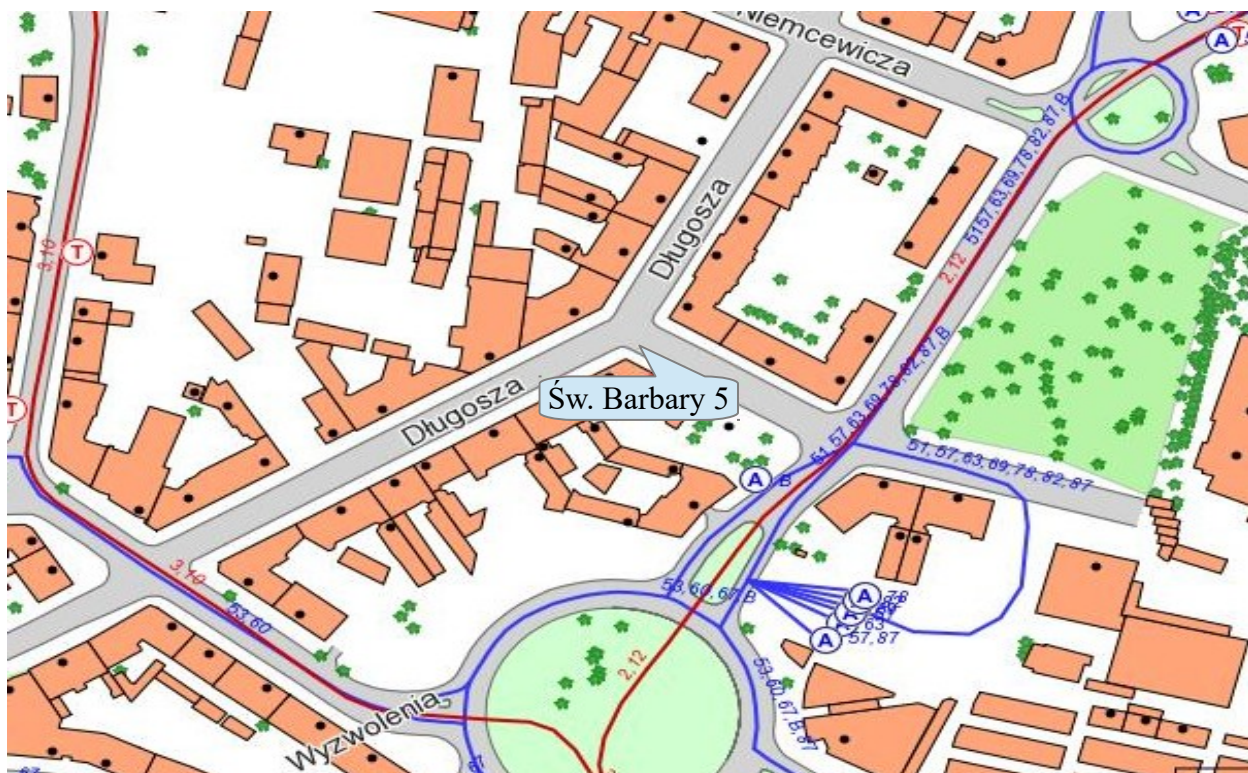 Niemcewicza
A
T
A
5157, 63, 69, 78, 82, 87, B
Długosza
3,10
T
2, 12
51, 57, 63, 69, 78, 82, 87, B
Św. Barbary 5
Długosza
T
51, 57, 63, 69, 78, 82, 87
A
B
3,10
53,60
53, 60, 67 B
A
78
63
A
57, 87
2,12
53, 60, 67, B, 87
Wyzwolenia